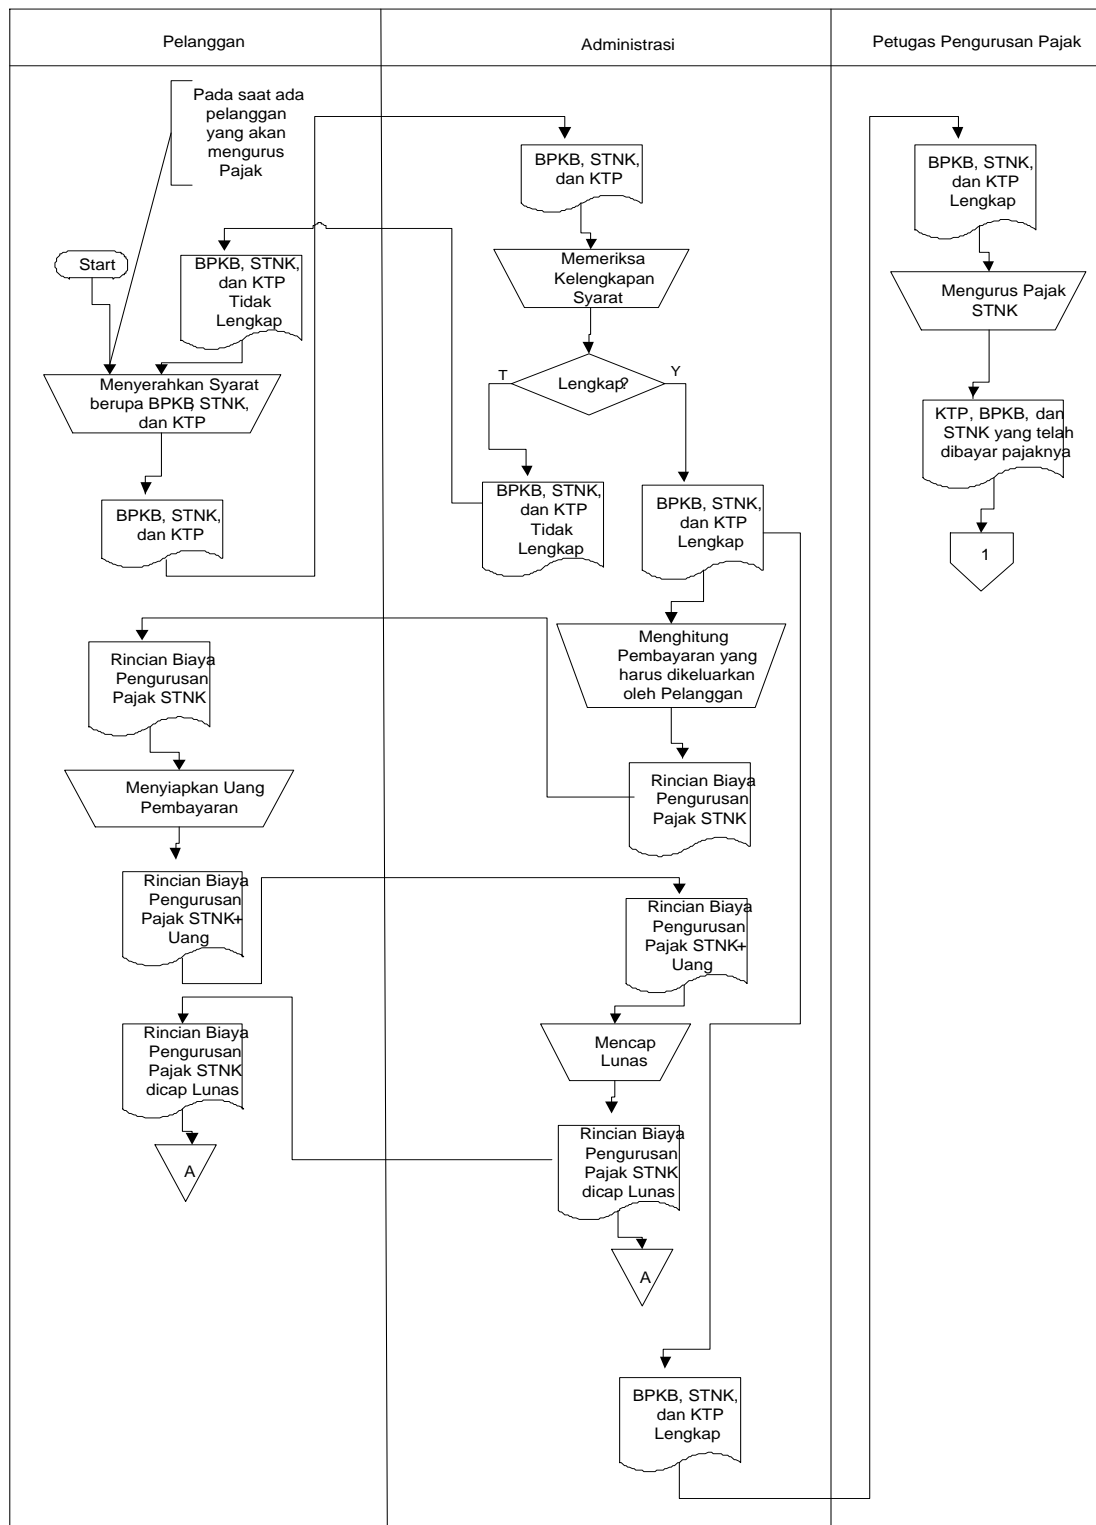 Pelanggan
Administrasi
Petugas Pengurusan Pajak
Pada saat ada
pelanggan
yang akan
mengurus
Pajak
Start
BPKB, STNK,
dan KTP
Tidak
Lengkap
Menyerahkan Syarat
berupa BPKB, STNK,
dan KTP
BPKB, STNK,
dan KTP
Rincian Biaya
Pengurusan
Pajak STNK
Menyiapkan Uang
Pembayaran
Rincian Biaya
Pengurusan
Pajak STNK+
Uang
Rincian Biaya
Pengurusan
Pajak STNK
dicap Lunas
A
BPKB, STNK,
dan KTP
Memeriksa
Kelengkapan
Syarat
Lengkap?
T
Y
BPKB, STNK,
dan KTP
Tidak
Lengkap
BPKB, STNK,
dan KTP
Lengkap
Menghitung
Pembayaran yang
harus dikeluarkan
oleh Pelanggan
Rincian Biaya
Pengurusan
Pajak STNK
Rincian Biaya
Pengurusan
Pajak STNK+
Uang
Mencap
Lunas
Rincian Biaya
Pengurusan
Pajak STNK
dicap Lunas
A
BPKB, STNK,
dan KTP
Lengkap
BPKB, STNK,
dan KTP
Lengkap
Mengurus Pajak
STNK
KTP, BPKB, dan
STNK yang telah
dibayar pajaknya
1